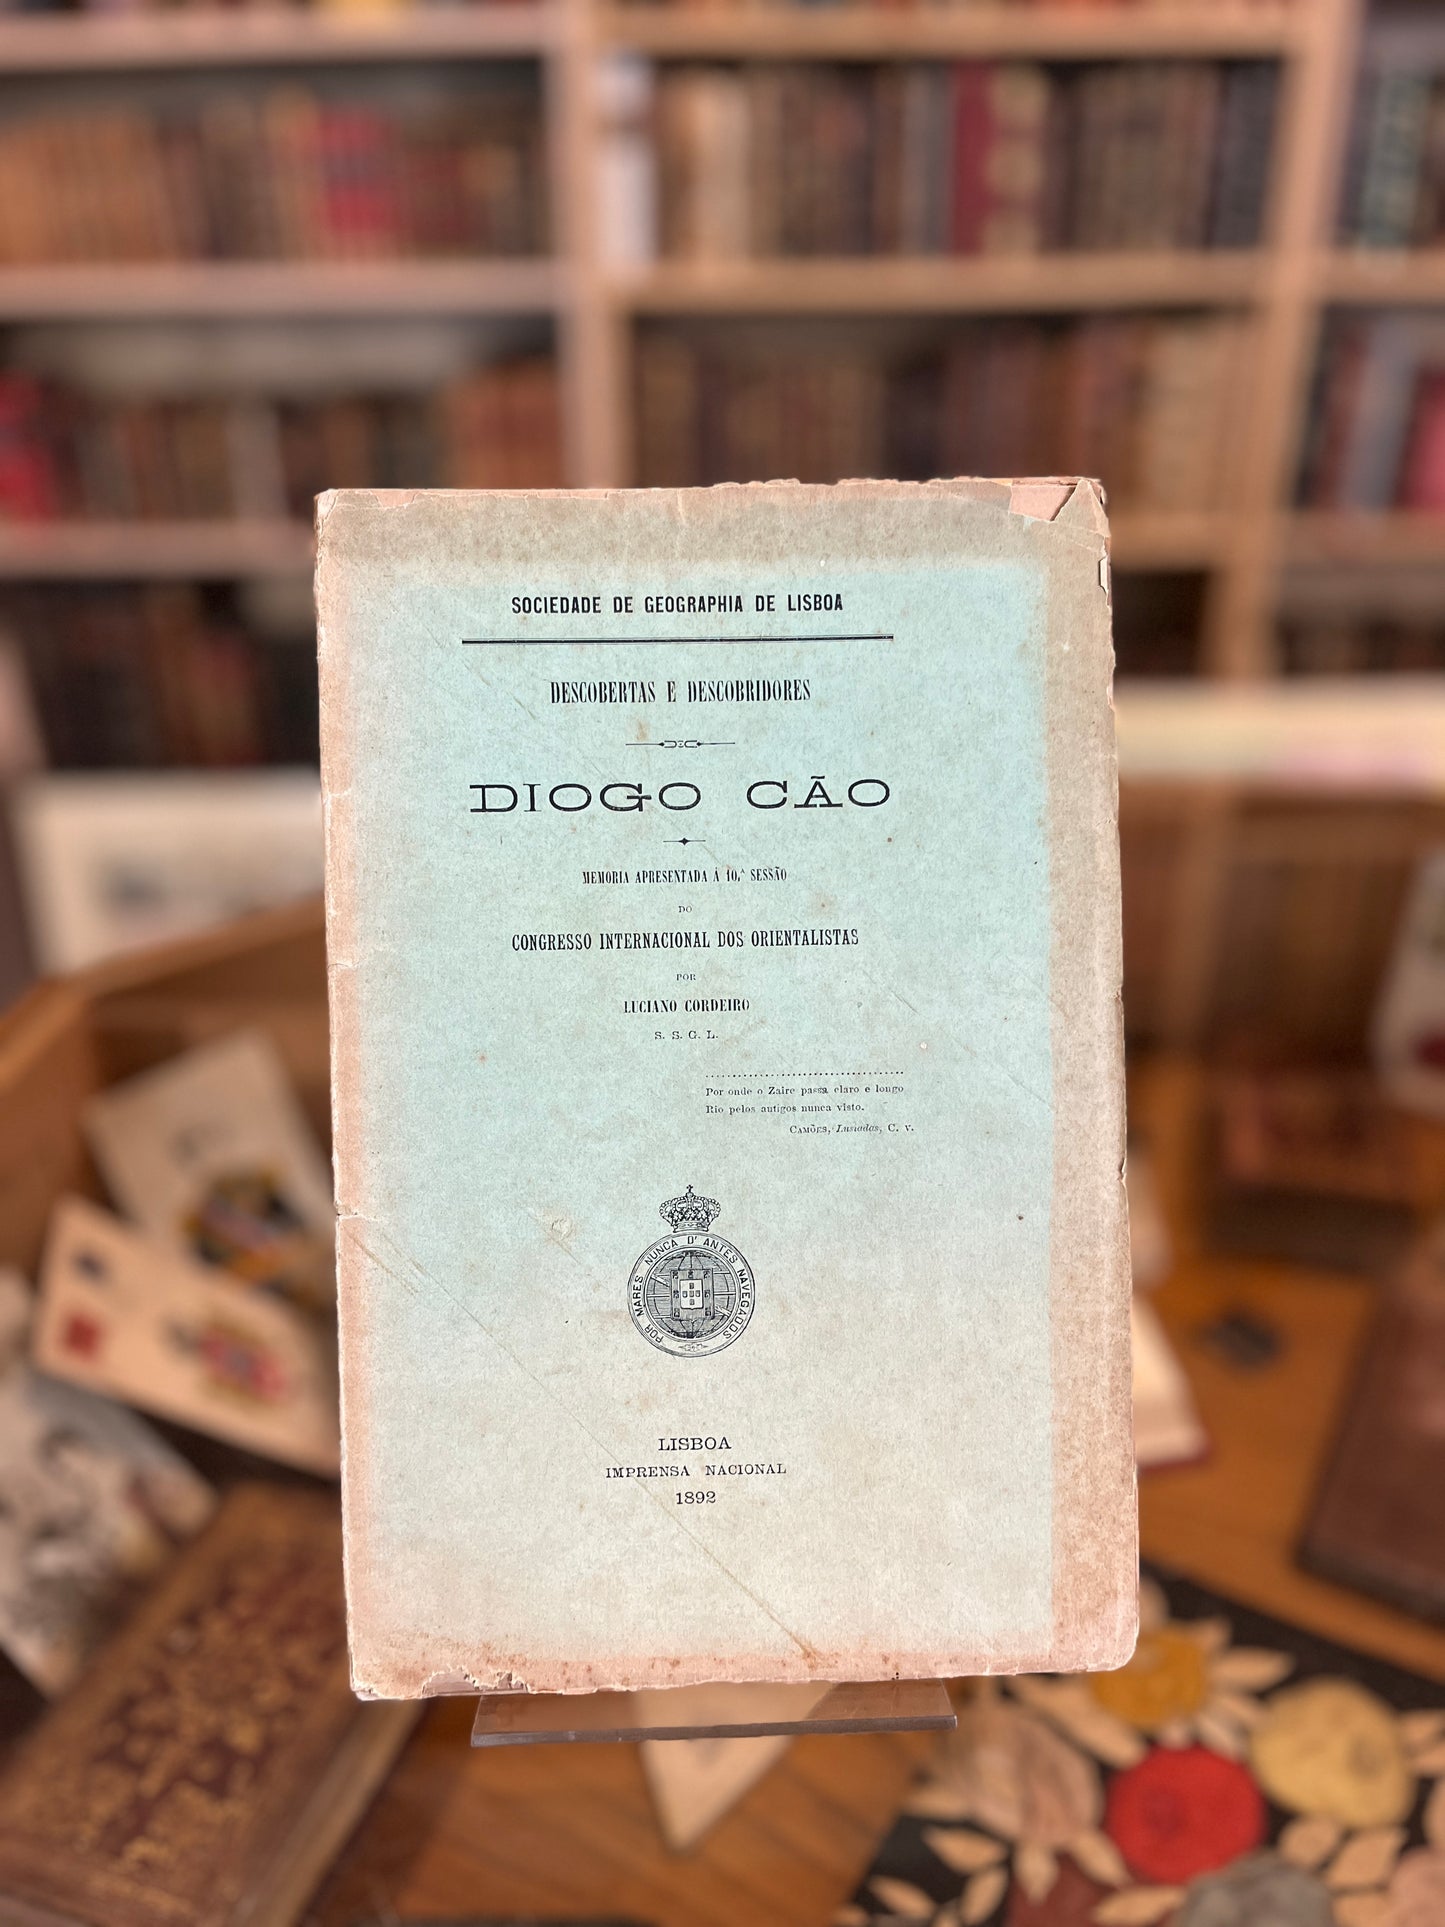 SOCIEDADE DE GEOGRAPHIA DE LISBOA
DESCOBERTAS E DESCOBRIDORES
DIOGO CÃO
MEMORIA APRESENTADA Á 10.ª SESSÃO
DO
CONGRESSO INTERNACIONAL DOS ORIENTALISTAS
POR
LUCIANO CORDEIRO
S. S. G. L.
Por onde o Zaire passa claro e longo
Rio pelos antigos nunca visto.
CAMÕES, Lusiadas, C. V.
POR MARES NUNCA D'ANTES NAVEGADOS
LISBOA
IMPRENSA NACIONAL
1892